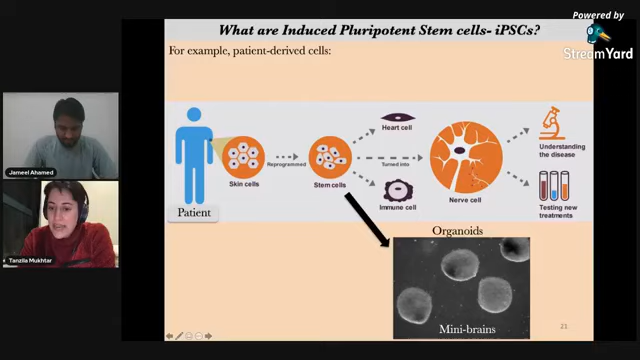 Powered by
StreamYard
What are Induced Pluripotent Stem cells- iPSCs?
For example, patient-derived cells:
Jameel Ahamed
Tanzila Mukhtar
Patient
Skin cells
Reprogrammed
Stem cells
Heart cell
Turned into
Immune cell
Nerve cell
Understanding
the disease
Testing new
treatments
Organoids
Mini-brains
21